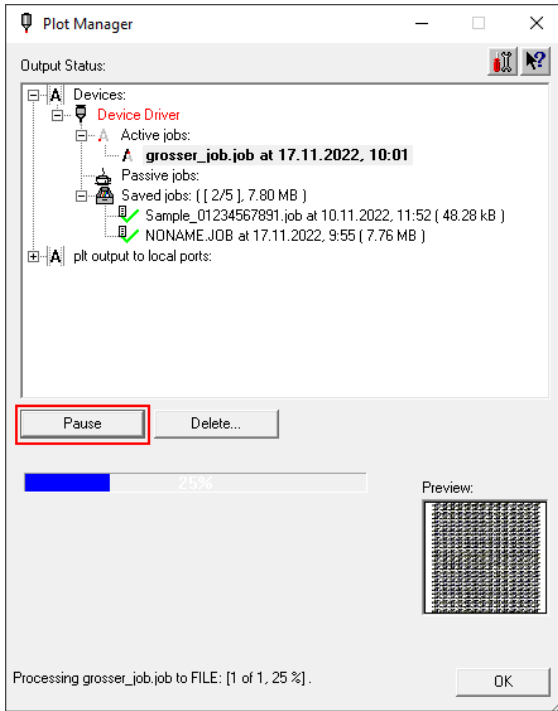 Plot Manager
Output Status:
Devices:
Device Driver
Active jobs:
grosser_job.job at 17.11.2022, 10:01
Passive jobs:
Saved jobs: ( [ 2/5 ], 7.80 MB )
Sample_01234567891.job at 10.11.2022, 11:52 ( 48.28 kB )
NONAME.JOB at 17.11.2022, 9:55 ( 7.76 MB )
plt output to local ports:
Pause
Delete...
25%
Preview:
Processing grosser_job.job to FILE: [1 of 1, 25 %] .
OK